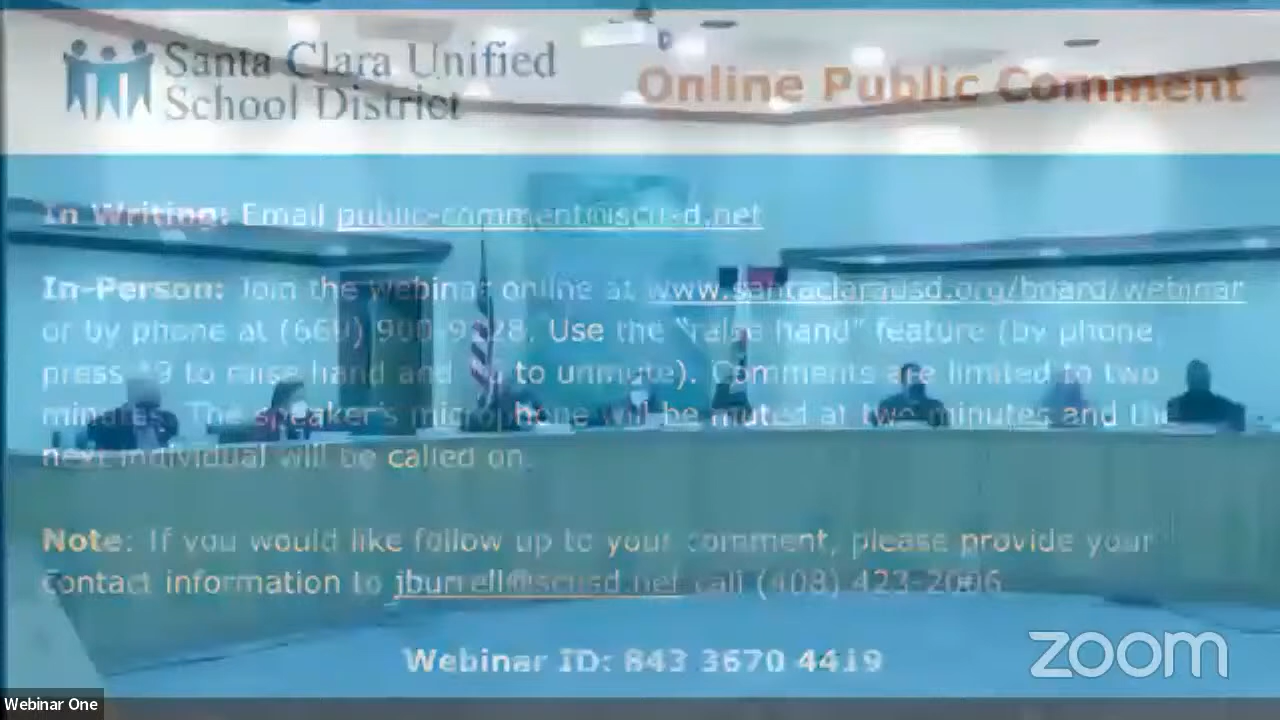 Santa Clara Unified
School District
Online Public Comment
In Writing: Email public-comment@scusd.net
In-Person: Join the webinar online at www.santaclarausd.org/board/webinar
or by phone at (669) 900-9128. Use the “raise hand” feature (by phone,
press *9 to raise hand and to unmute). Comments are limited to two
minutes. The speaker's microphone will be muted at two minutes and the
next individual will be called on.
Note: If you would like follow up to your comment, please provide your
contact information to jburrell@scusd.net call (408) 423-2006
Webinar ID: 843 3670 4419
zoom
Webinar One